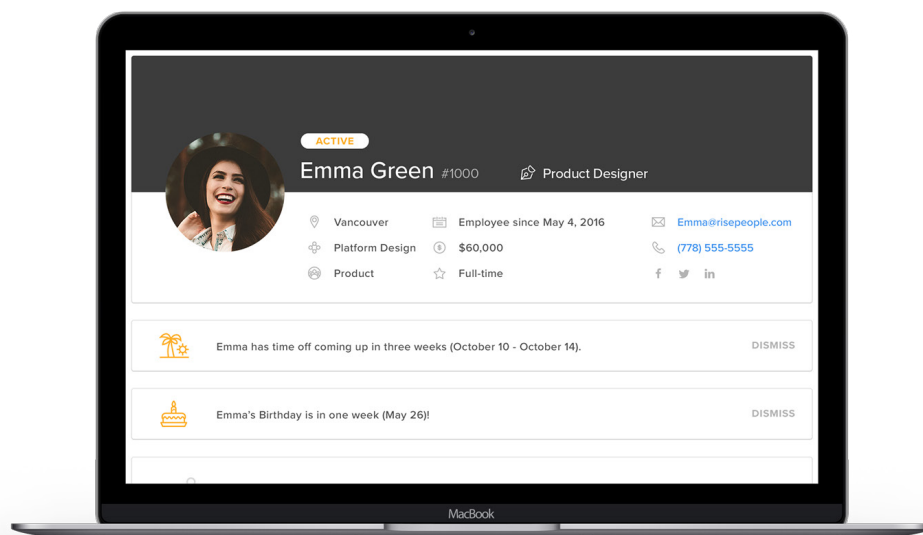 ACTIVE
Emma Green #1000 Product Designer
Vancouver Employee since May 4, 2016 Emma@risepeople.com
Platform Design $60,000 (778) 555-5555
Product Full-time
Emma has time off coming up in three weeks (October 10 - October 14). DISMISS
Emma's Birthday is in one week (May 26)! DISMISS
MacBook